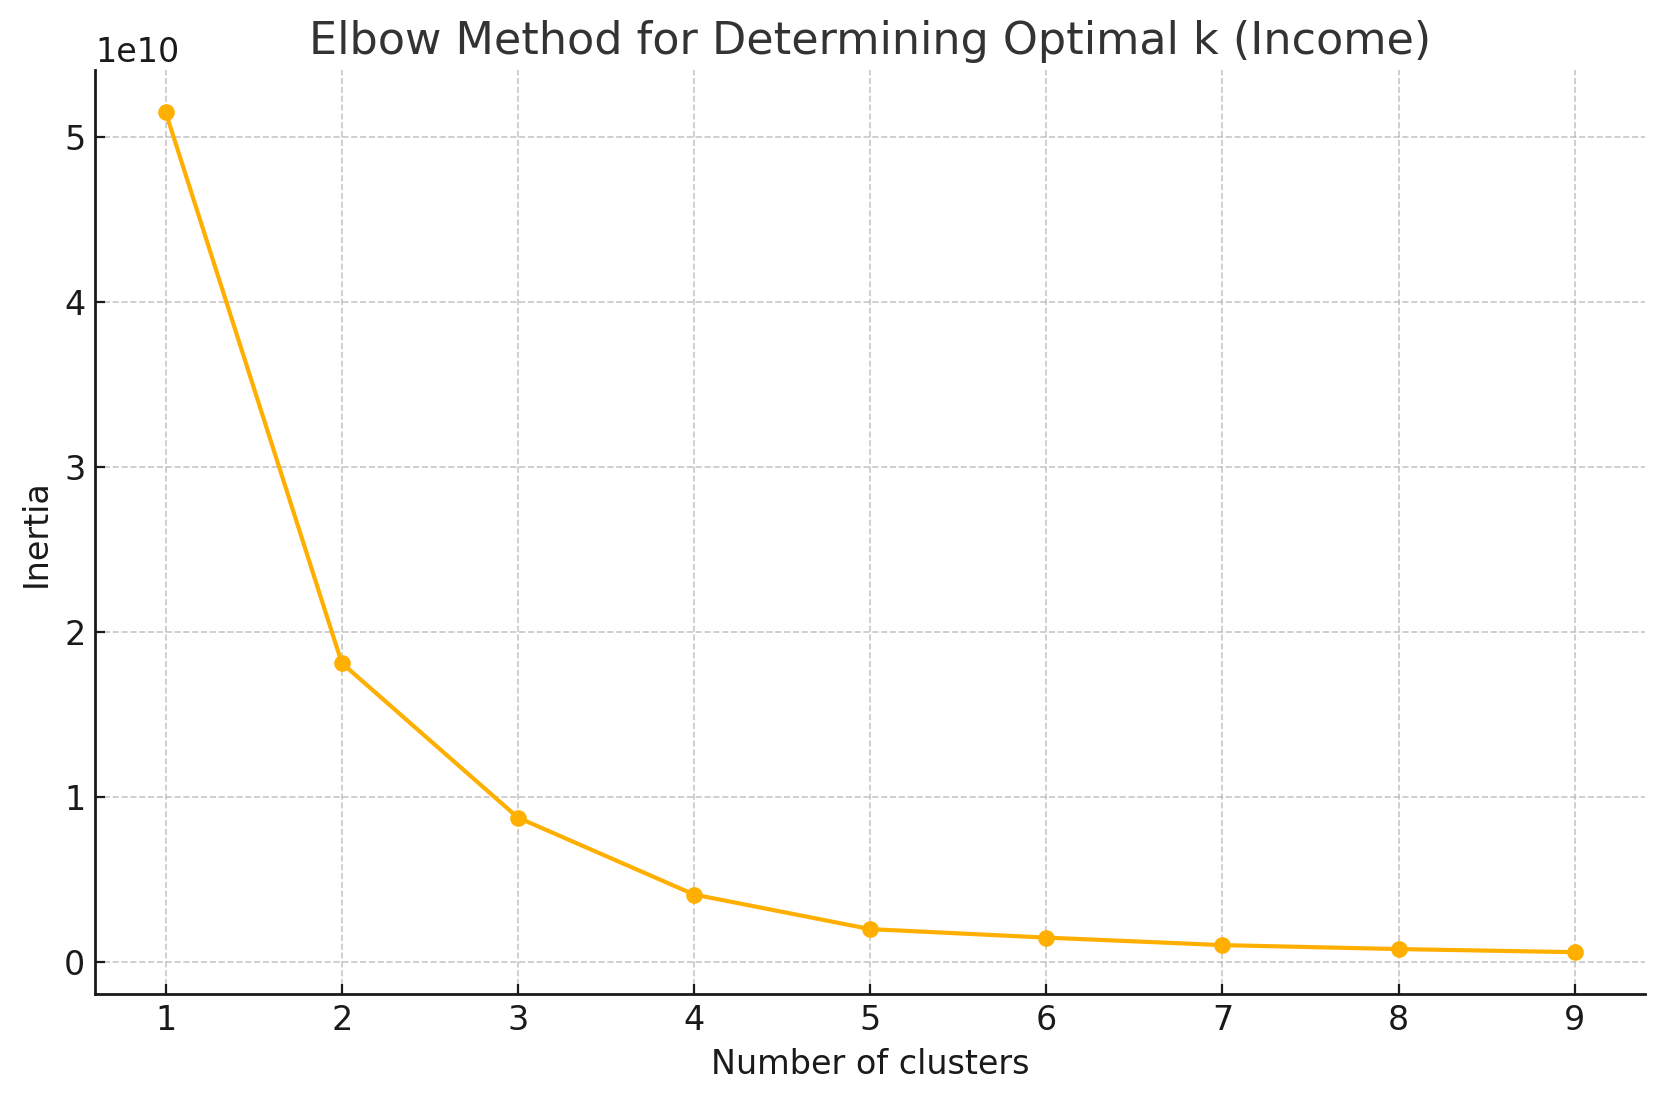 Elbow Method for Determining Optimal k (Income)
1e10
5
4
3
2
1
0
Inertia
1 2 3 4 5 6 7 8 9
Number of clusters